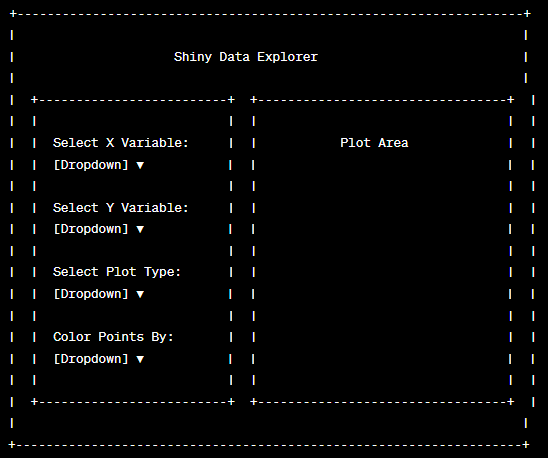 Shiny Data Explorer
Select X Variable:
[Dropdown] ▼
Select Y Variable:
[Dropdown] ▼
Select Plot Type:
[Dropdown] ▼
Color Points By:
[Dropdown] ▼
Plot Area